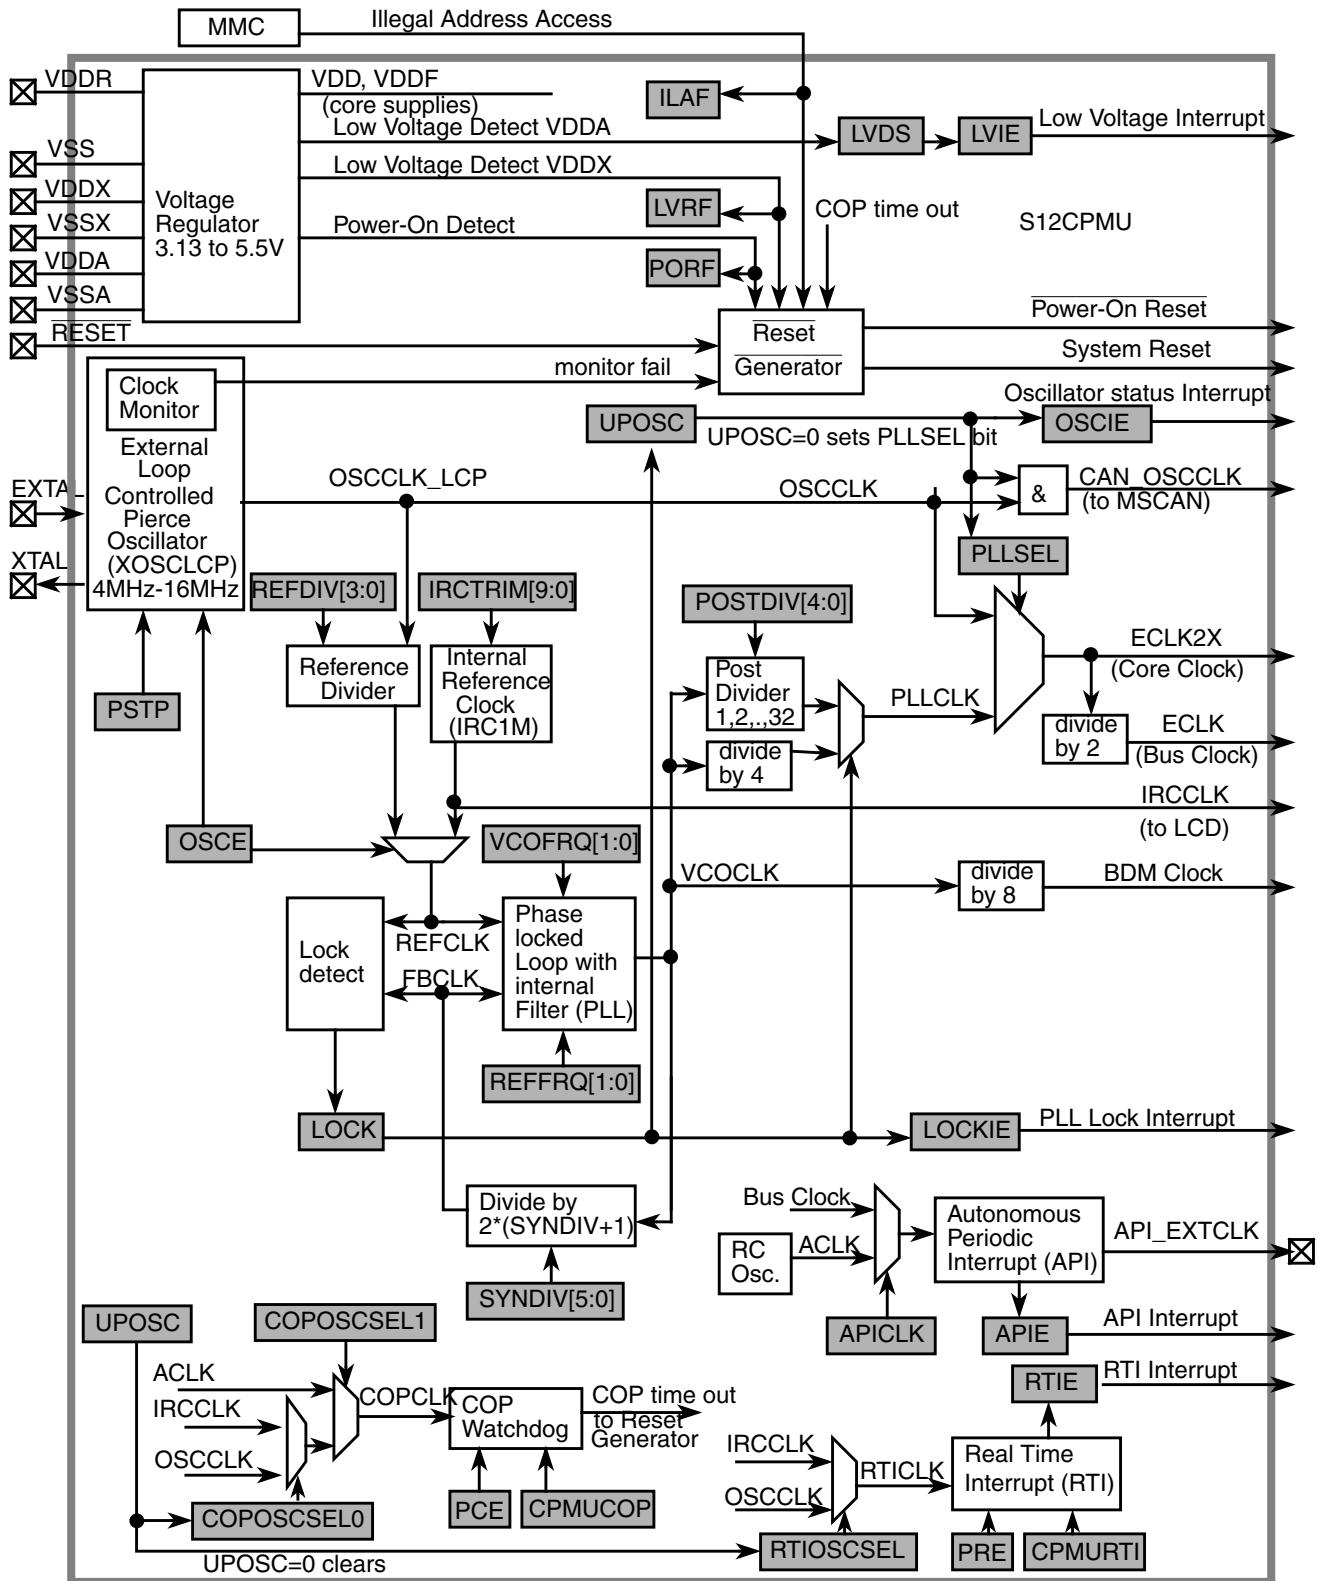 MMC
Illegal Address Access
VDDR
VDD, VDDF
(core supplies)
ILAF
Low Voltage Detect VDDA
LVDS
LVIE
Low Voltage Interrupt
VSS
Low Voltage Detect VDDX
VDDX
Voltage
Regulator
3.13 to 5.5V
LVRF
COP time out
S12CPMU
VSSX
Power-On Detect
VDDA
PORF
VSSA
RESET
Reset
Generator
Power-On Reset
System Reset
monitor fail
Clock
Monitor
Oscillator status Interrupt
UPOSC
OSCIE
UPOSC=0 sets PLLSEL bit
External
Loop
Controlled
Pierce
Oscillator
(XOSCLCP)
4MHz-16MHz
EXTAL
XTAL
OSCCLK_LCP
OSCCLK
&
CAN_OSCCLK
(to MSCAN)
PLLSEL
REFDIV[3:0]
IRCTRIM[9:0]
POSTDIV[4:0]
Reference
Divider
Internal
Reference
Clock
(IRC1M)
Post
Divider
1,2,.,32
PSTP
PLLCLK
ECLK2X
(Core Clock)
divide
by 4
divide
by 2
ECLK
(Bus Clock)
IRCCLK
(to LCD)
OSCE
VCOFRQ[1:0]
VCOCLK
divide
by 8
BDM Clock
Lock
detect
REFCLK
FBCLK
Phase
locked
Loop with
internal
Filter (PLL)
REFFRQ[1:0]
LOCK
LOCKIE
PLL Lock Interrupt
Divide by
2*(SYNDIV+1)
SYNDIV[5:0]
Bus Clock
RC
Osc.
ACLK
Autonomous
Periodic
Interrupt (API)
API_EXTCLK
APICLK
APIE
API Interrupt
UPOSC
COPOSCSEL1
ACLK
IRCCLK
OSCCLK
COPCLK
COP
Watchdog
COP time out
to Reset
Generator
COPOSCSEL0
PCE
CPMUCOP
UPOSC=0 clears
RTIE
RTI Interrupt
IRCCLK
OSCCLK
RTICLK
Real Time
Interrupt (RTI)
RTIOSCSEL
PRE
CPMURTI